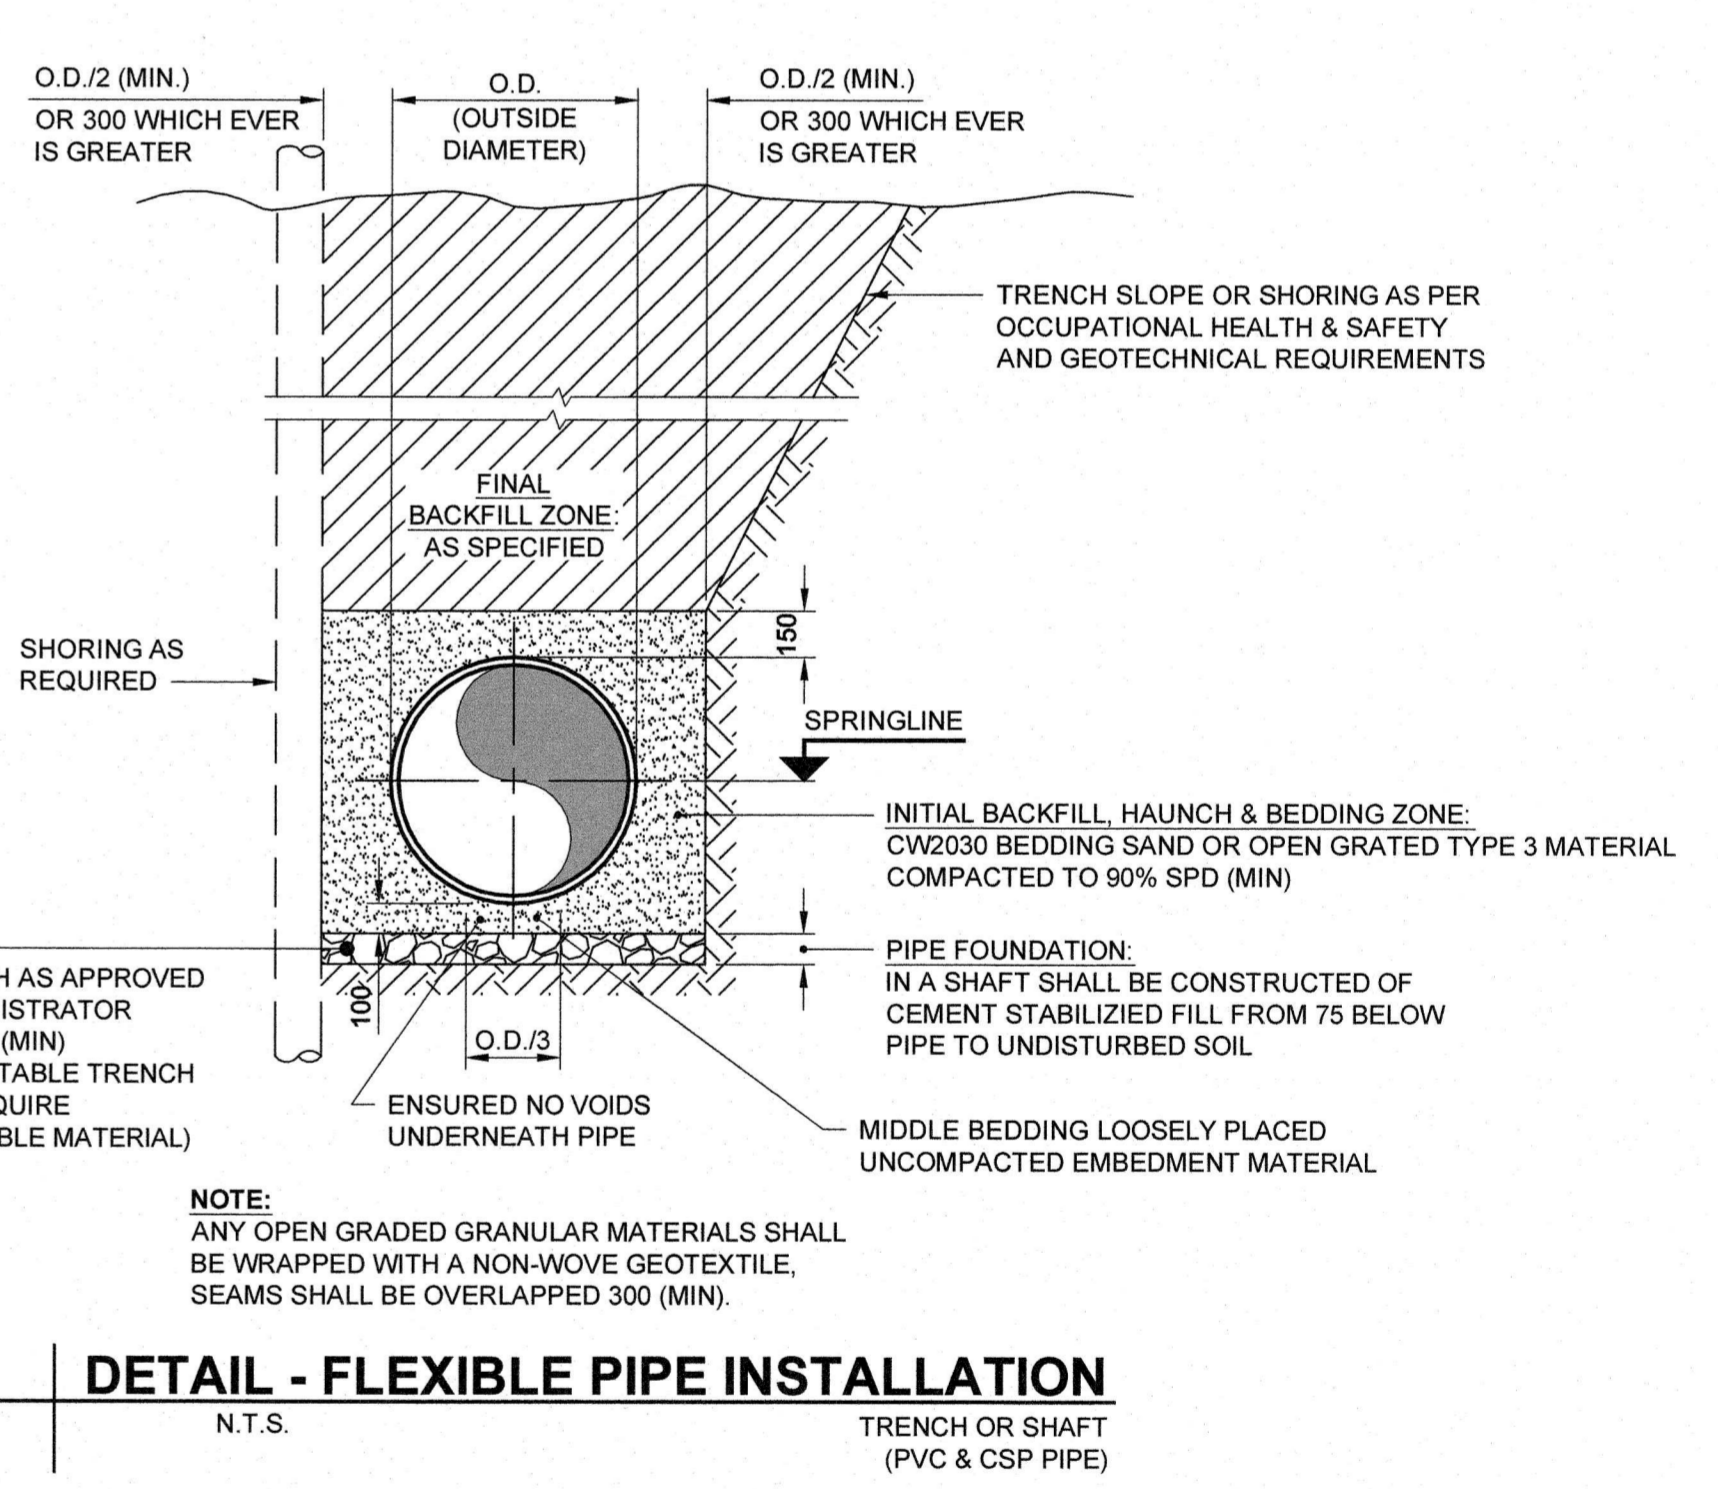 O.D./2 (MIN.)
OR 300 WHICH EVER
IS GREATER
O.D.
(OUTSIDE
DIAMETER)
O.D./2 (MIN.)
OR 300 WHICH EVER
IS GREATER
TRENCH SLOPE OR SHORING AS PER
OCCUPATIONAL HEALTH & SAFETY
AND GEOTECHNICAL REQUIREMENTS
FINAL
BACKFILL ZONE:
AS SPECIFIED
150
SHORING AS
REQUIRED
SPRINGLINE
INITIAL BACKFILL, HAUNCH & BEDDING ZONE:
CW2030 BEDDING SAND OR OPEN GRATED TYPE 3 MATERIAL
COMPACTED TO 90% SPD (MIN)
PIPE FOUNDATION:
IN A SHAFT SHALL BE CONSTRUCTED OF
CEMENT STABILIZIED FILL FROM 75 BELOW
PIPE TO UNDISTURBED SOIL
H AS APPROVED
ISTRATOR
(MIN)
TABLE TRENCH
QUIRE
BLE MATERIAL)
100
O.D./3
ENSURED NO VOIDS
UNDERNEATH PIPE
MIDDLE BEDDING LOOSELY PLACED
UNCOMPACTED EMBEDMENT MATERIAL
NOTE:
ANY OPEN GRADED GRANULAR MATERIALS SHALL
BE WRAPPED WITH A NON-WOVE GEOTEXTILE,
SEAMS SHALL BE OVERLAPPED 300 (MIN).
DETAIL - FLEXIBLE PIPE INSTALLATION
N.T.S.
TRENCH OR SHAFT
(PVC & CSP PIPE)